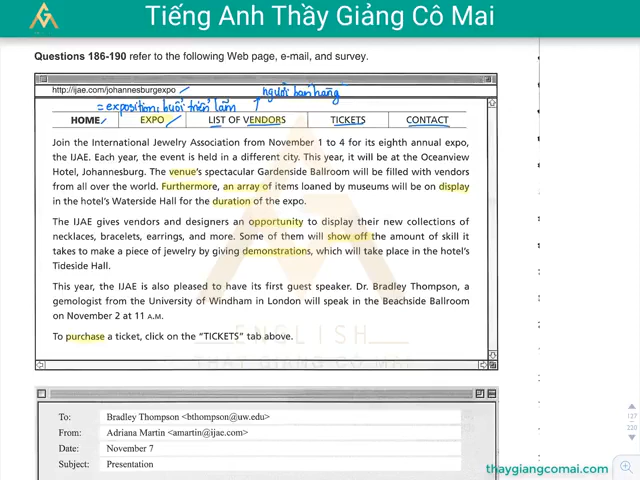 Tiếng Anh Thầy Giảng Cô Mai
Questions 186-190 refer to the following Web page, e-mail, and survey.
http://ijae.com/johannesburgexpo
người bán hàng
= exposition, buổi triển lãm
HOME EXPO LIST OF VENDORS TICKETS CONTACT
Join the International Jewelry Association from November 1 to 4 for its eighth annual expo,
the IJAE. Each year, the event is held in a different city. This year, it will be at the Oceanview
Hotel, Johannesburg. The venue's spectacular Gardenside Ballroom will be filled with vendors
from all over the world. Furthermore, an array of items loaned by museums will be on display
in the hotel's Waterside Hall for the duration of the expo.
The IJAE gives vendors and designers an opportunity to display their new collections of
necklaces, bracelets, earrings, and more. Some of them will show off the amount of skill it
takes to make a piece of jewelry by giving demonstrations, which will take place in the hotel's
Tideside Hall.
This year, the IJAE is also pleased to have its first guest speaker. Dr. Bradley Thompson, a
gemologist from the University of Windham in London will speak in the Beachside Ballroom
on November 2 at 11 A.M.
To purchase a ticket, click on the "TICKETS" tab above.
ENGLISH
THAY GIANG CO MAI
To: Bradley Thompson <bthompson@uw.edu>
From: Adriana Martin <amartin@ijae.com>
Date: November 7
Subject: Presentation
127
220
thaygiangcomai.com